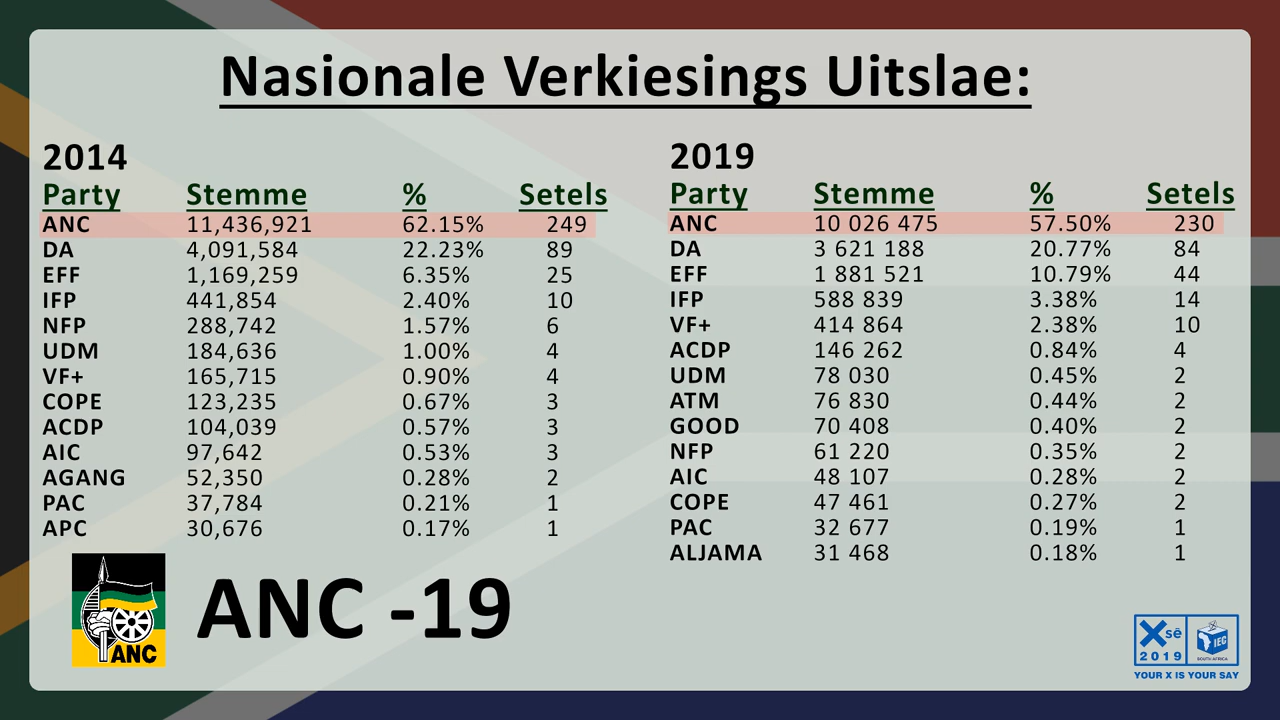 Nasionale Verkiesings Uitslae:
2014
Party Stemme % Setels
ANC 11,436,921 62.15% 249
DA 4,091,584 22.23% 89
EFF 1,169,259 6.35% 25
IFP 441,854 2.40% 10
NFP 288,742 1.57% 6
UDM 184,636 1.00% 4
VF+ 165,715 0.90% 4
COPE 123,235 0.67% 3
ACDP 104,039 0.57% 3
AIC 97,642 0.53% 3
AGANG 52,350 0.28% 2
PAC 37,784 0.21% 1
APC 30,676 0.17% 1
2019
Party Stemme % Setels
ANC 10 026 475 57.50% 230
DA 3 621 188 20.77% 84
EFF 1 881 521 10.79% 44
IFP 588 839 3.38% 14
VF+ 414 864 2.38% 10
ACDP 146 262 0.84% 4
UDM 78 030 0.45% 2
ATM 76 830 0.44% 2
GOOD 70 408 0.40% 2
NFP 61 220 0.35% 2
AIC 48 107 0.28% 2
COPE 47 461 0.27% 2
PAC 32 677 0.19% 1
ALJAMA 31 468 0.18% 1
ANC
ANC -19
X sē
2019
IEC
SOUTH AFRICA
YOUR X IS YOUR SAY